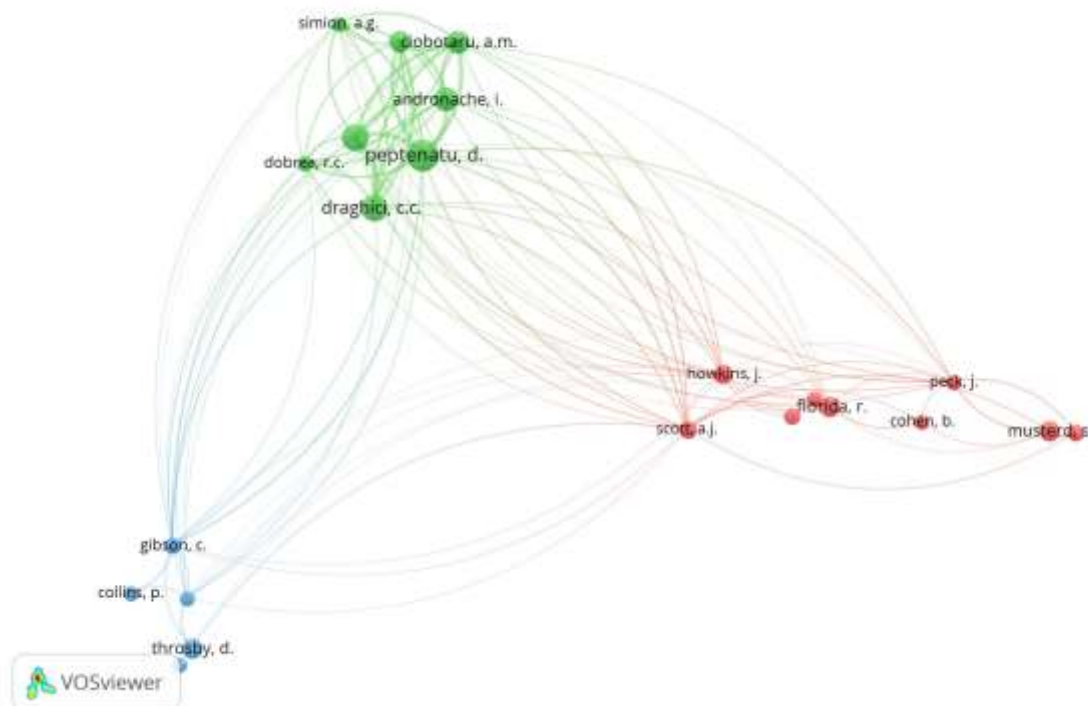 simion, a.g.
ciobotaru, a.m.
andronache, i.
peptenatu, d.
dobrea, r.c.
draghici, c.c.
howkins, j.
peck, j.
florida, r.
cohen, b.
scott, a.j.
musterd, s
gibson, c.
collins, p.
throsby, d.
VOSviewer